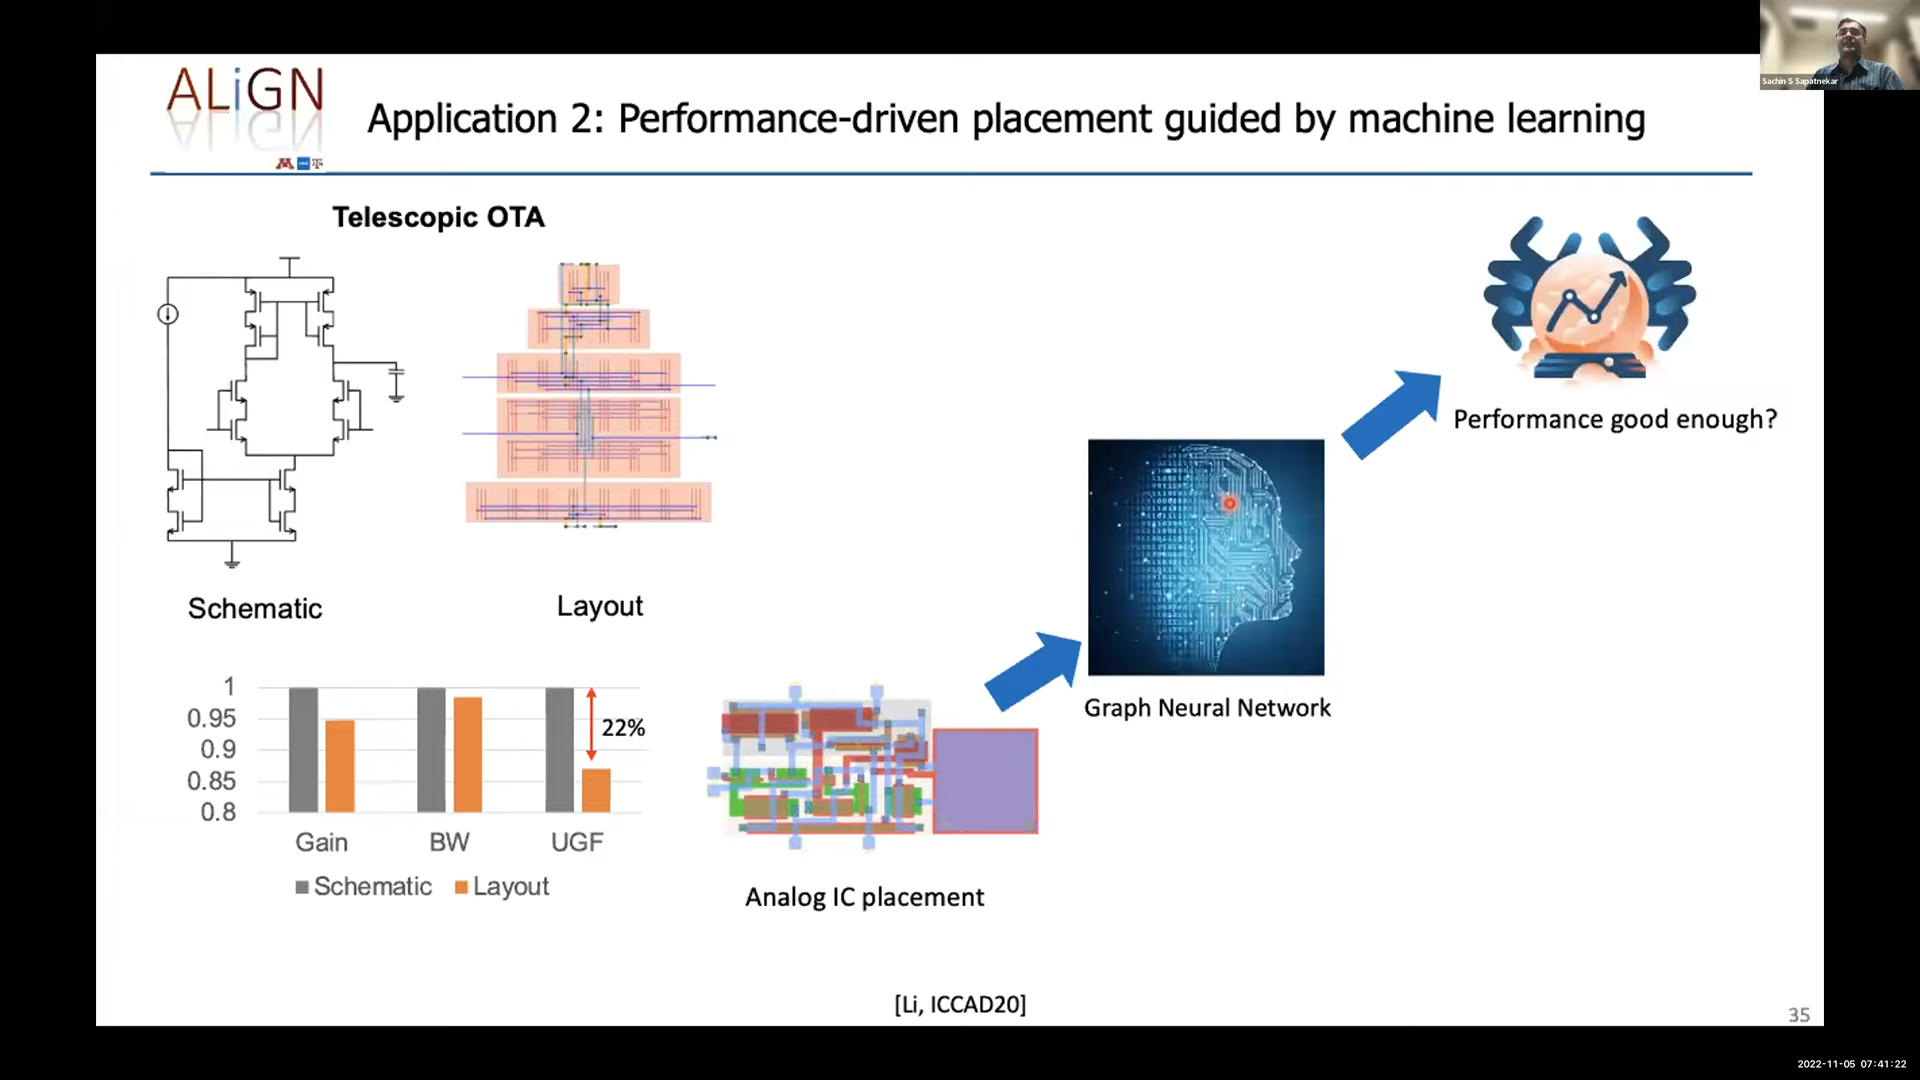 Sachin S Sapatnekar
ALiGN
Application 2: Performance-driven placement guided by machine learning
Telescopic OTA
Schematic
Layout
Performance good enough?
Graph Neural Network
1
0.95
0.9
0.85
0.8
22%
Gain BW UGF
Schematic Layout
Analog IC placement
[Li, ICCAD20]
35
2022-11-05 07:41:22